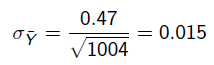 σ_Ȳ = 0.47 / √1004 = 0.015